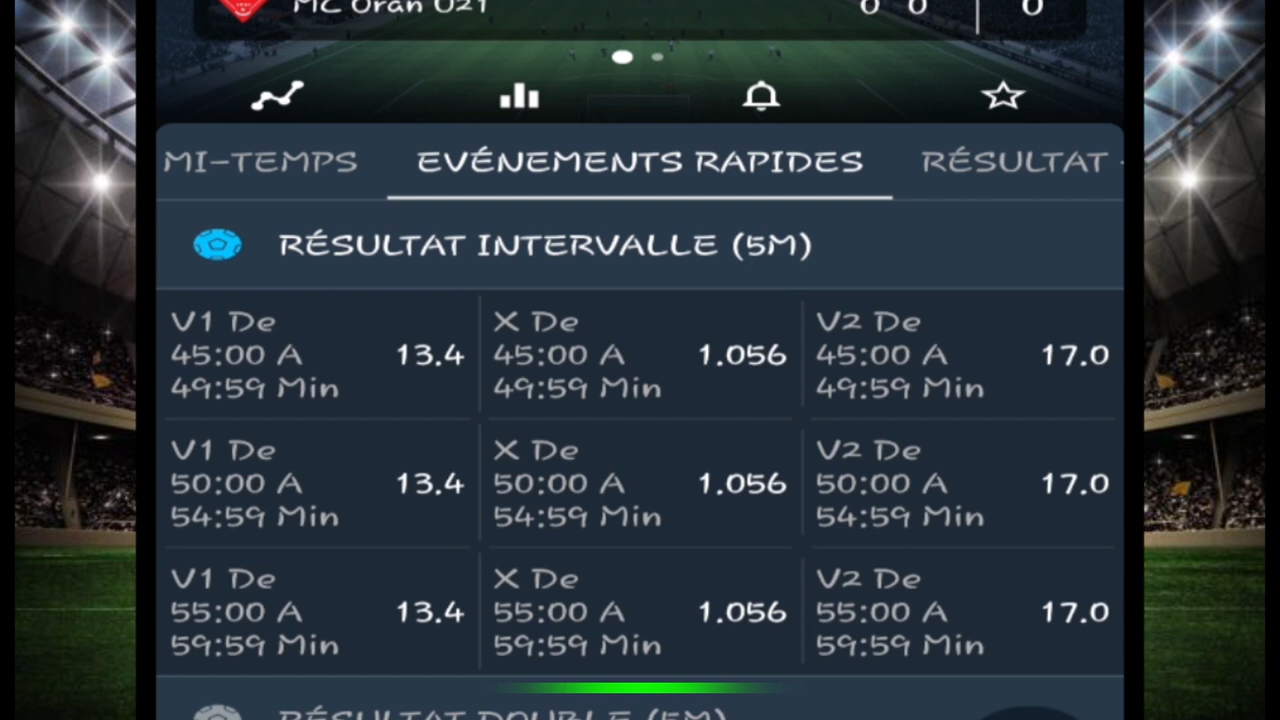 MC Oran U21 0 0 0
MI-TEMPS EVÉNEMENTS RAPIDES RÉSULTAT
RÉSULTAT INTERVALLE (5M)
V1 De
45:00 A 13.4
49:59 Min
X De
45:00 A 1.056
49:59 Min
V2 De
45:00 A 17.0
49:59 Min
V1 De
50:00 A 13.4
54:59 Min
X De
50:00 A 1.056
54:59 Min
V2 De
50:00 A 17.0
54:59 Min
V1 De
55:00 A 13.4
59:59 Min
X De
55:00 A 1.056
59:59 Min
V2 De
55:00 A 17.0
59:59 Min
RÉSULTAT DOUBLE (5M)